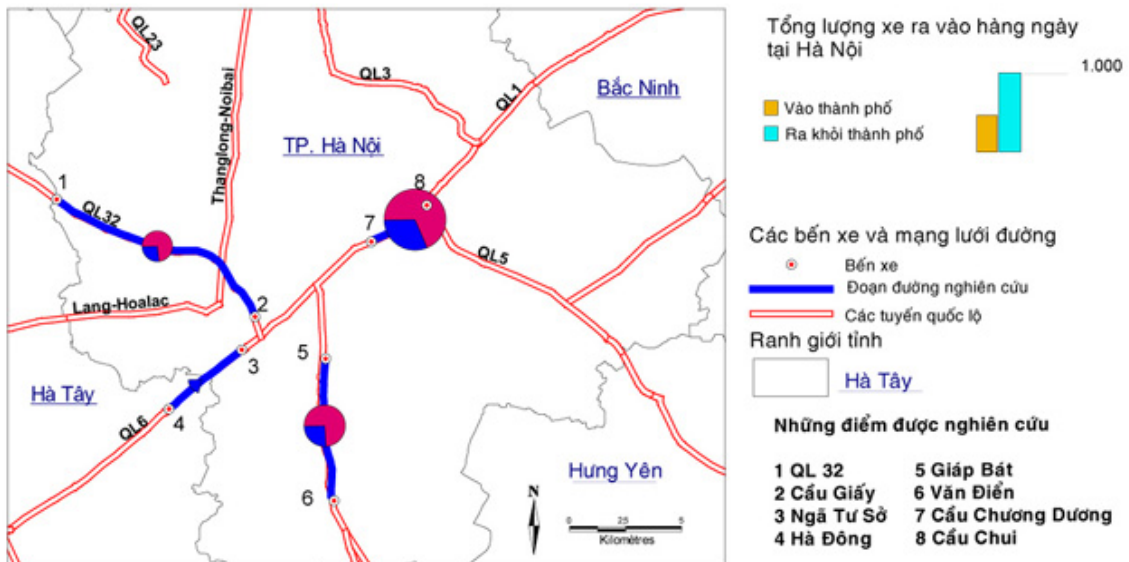 QL23
Thanglong-Noibai
QL3
QL1
Bắc Ninh
TP. Hà Nội
1
QL32
8
7
QL5
Lang-Hoalac
2
3
5
Hà Tây
4
QL6
6
Hưng Yên
N
0 25 5
Kilomètres
Tổng lượng xe ra vào hàng ngày
tại Hà Nội
1.000
Vào thành phố
Ra khỏi thành phố
Các bến xe và mạng lưới đường
Bến xe
Đoạn đường nghiên cứu
Các tuyến quốc lộ
Ranh giới tỉnh
Hà Tây
Những điểm được nghiên cứu
1 QL 32
2 Cầu Giấy
3 Ngã Tư Sở
4 Hà Đông
5 Giáp Bát
6 Văn Điển
7 Cầu Chương Dương
8 Cầu Chui